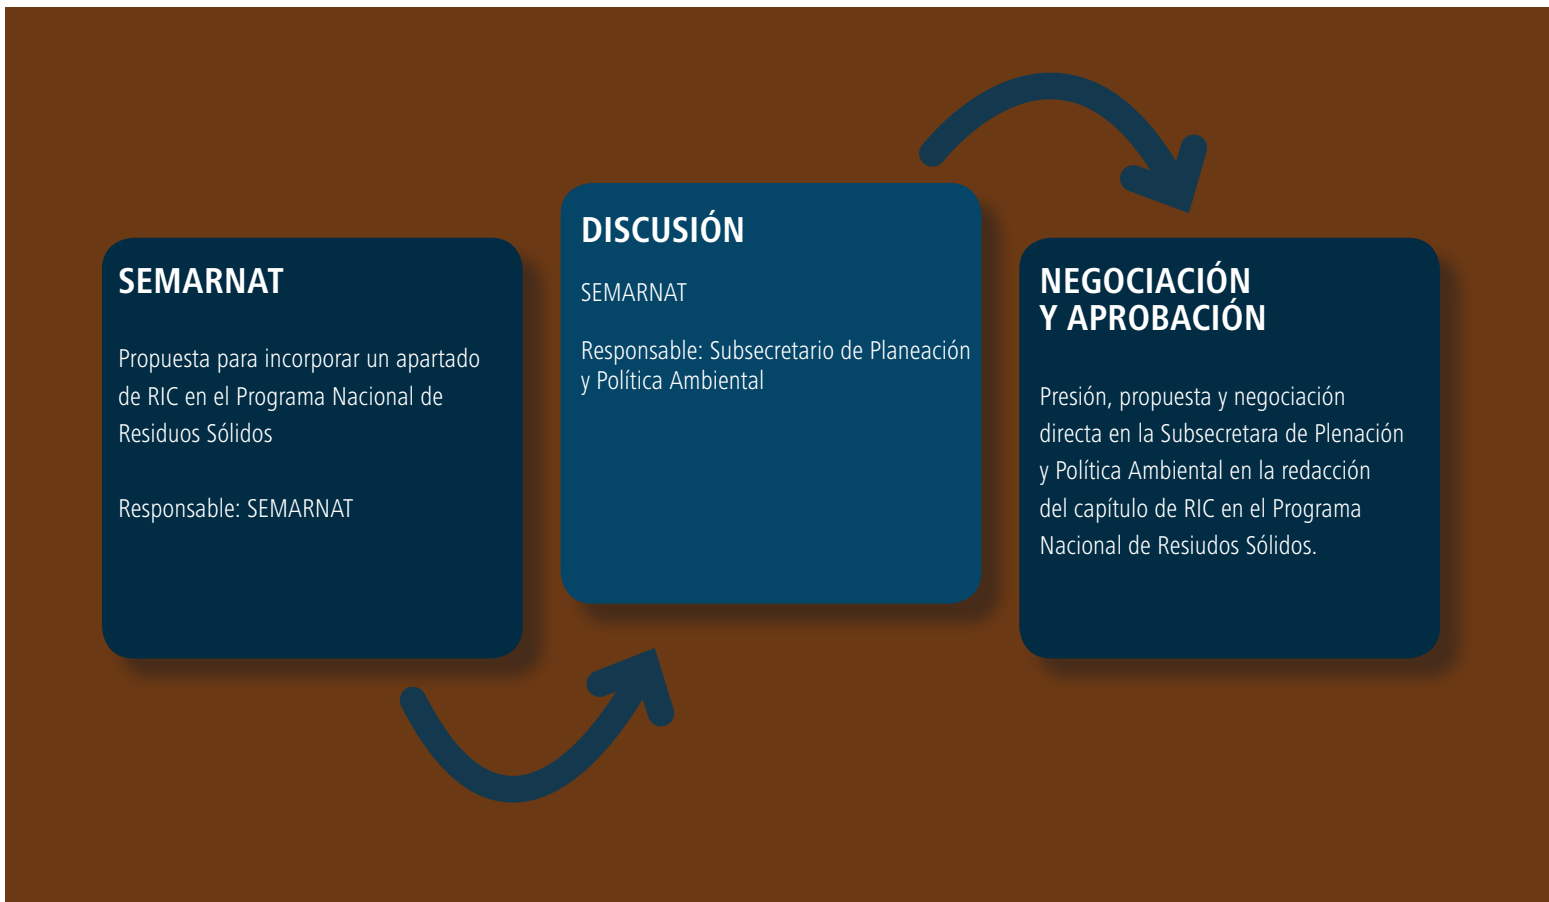 SEMARNAT
Propuesta para incorporar un apartado
de RIC en el Programa Nacional de
Residuos Sólidos
Responsable: SEMARNAT
DISCUSIÓN
SEMARNAT
Responsable: Subsecretario de Planeación
y Política Ambiental
NEGOCIACIÓN
Y APROBACIÓN
Presión, propuesta y negociación
directa en la Subsecretara de Plenación
y Política Ambiental en la redacción
del capítulo de RIC en el Programa
Nacional de Resiudos Sólidos.